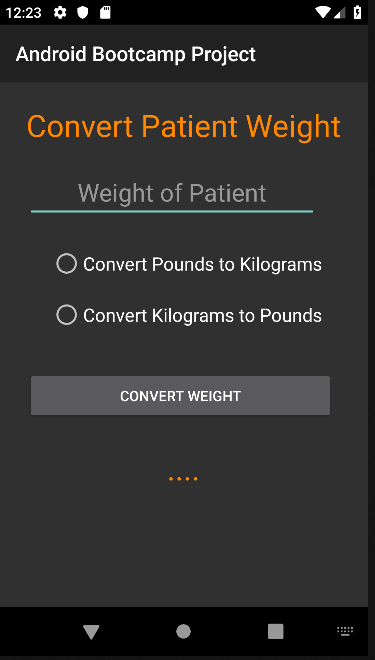 12:23
Android Bootcamp Project
Convert Patient Weight
Weight of Patient
Convert Pounds to Kilograms
Convert Kilograms to Pounds
CONVERT WEIGHT
....